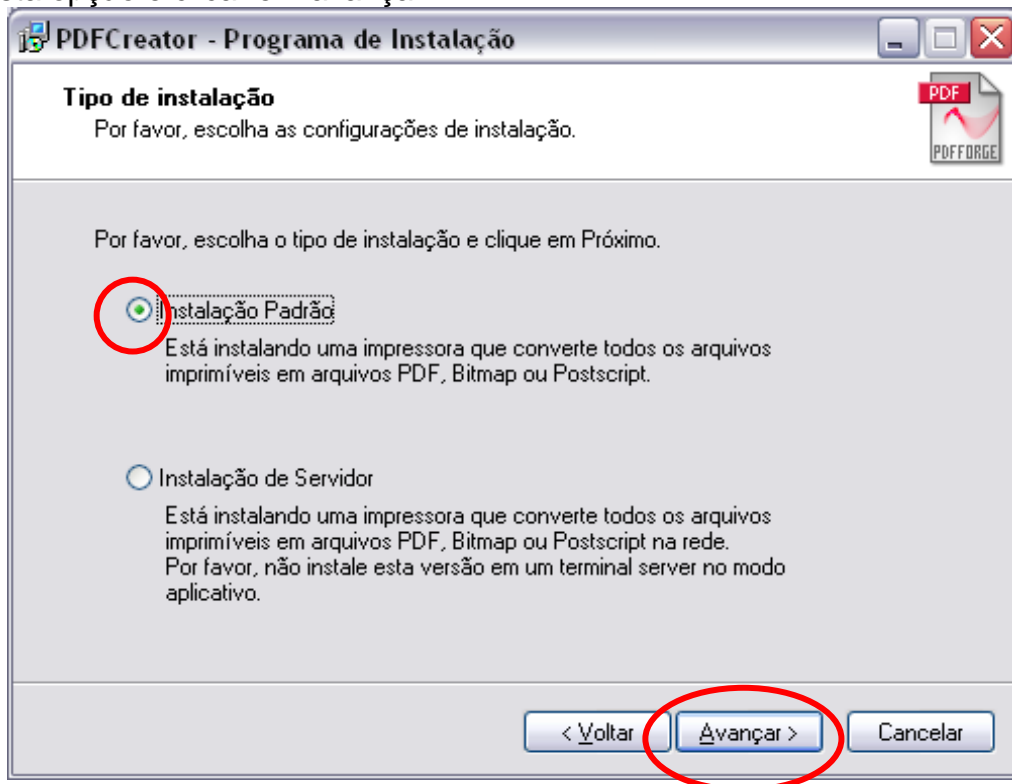 PDFCreator - Programa de Instalação
Tipo de instalação
Por favor, escolha as configurações de instalação.
PDF
PDFFORGE
Por favor, escolha o tipo de instalação e clique em Próximo.
Instalação Padrão
Está instalando uma impressora que converte todos os arquivos
imprimíveis em arquivos PDF, Bitmap ou Postscript.
Instalação de Servidor
Está instalando uma impressora que converte todos os arquivos
imprimíveis em arquivos PDF, Bitmap ou Postscript na rede.
Por favor, não instale esta versão em um terminal server no modo
aplicativo.
< Voltar
Avançar >
Cancelar